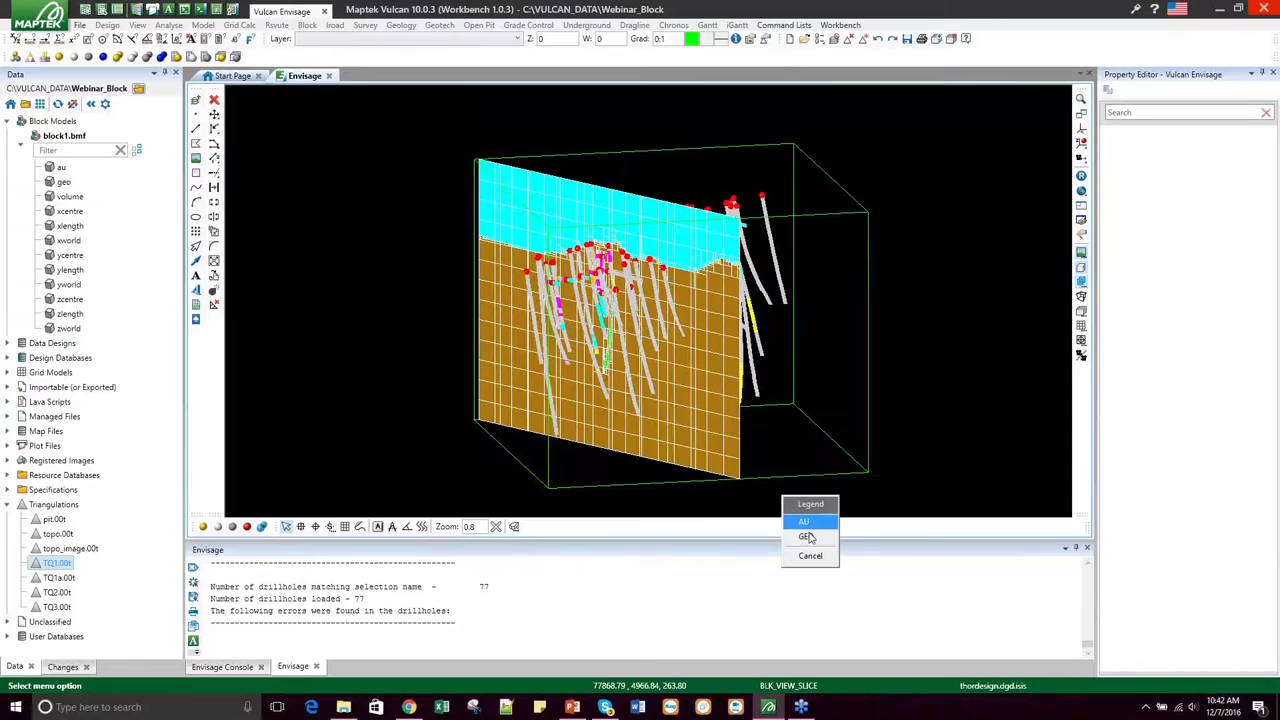 Vulcan Envisage
Maptek Vulcan 10.0.3 (Workbench 1.0.3) - C:\VULCAN_DATA\Webinar_Block
MAPTEK
File Design View Analyse Model Grid Calc Rsvute Block Iroad Survey Geology Geotech Open Pit Grade Control Underground Dragline Chronos Gantt iGantt Command Lists Workbench
Layer: Z: 0 W: 0 Grad: 0:1
Data
Start Page
Envisage
Property Editor - Vulcan Envisage
C:\VULCAN_DATA\Webinar_Block
Search
Block Models
block1.bmf
Filter
au
geo
volume
xcentre
xlength
xworld
ycentre
ylength
yworld
zcentre
zlength
zworld
Data Designs
Design Databases
Grid Models
Importable (or Exported)
Lava Scripts
Managed Files
Map Files
Plot Files
Registered Images
Resource Databases
Specifications
Triangulations
pit.00t
topo.00t
topo_image.00t
TQ1.00t
TQ1a.00t
TQ2.00t
TQ3.00t
Unclassified
User Databases
Legend
AU
Cancel
Zoom: 0.8
Envisage
Number of drillholes matching selection name - 77
Number of drillholes loaded - 77
The following errors were found in the drillholes:
Data
Changes
Envisage Console
Envisage
Select menu option
77868.79, 4966.84, 263.80
BLK_VIEW_SLICE
thordesign.dgd.isis
Type here to search
10:42 AM
12/7/2016